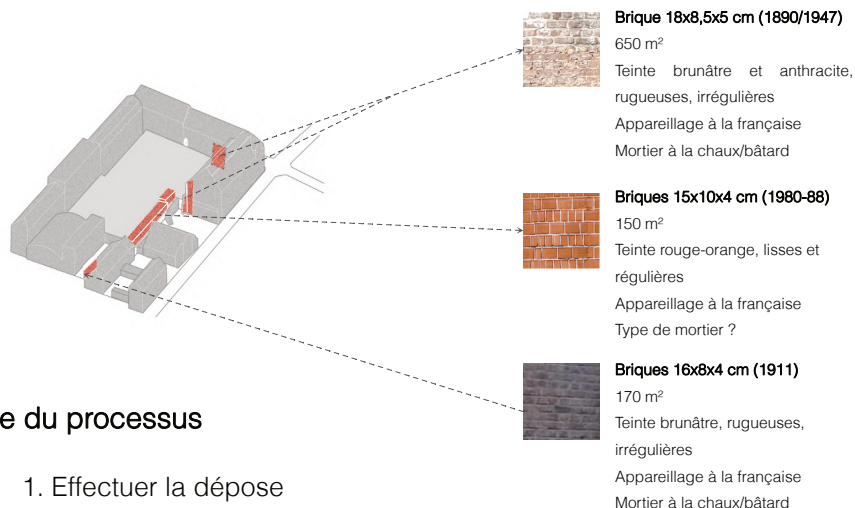 Brique 18x8,5x5 cm (1890/1947)
650 m²
Teinte brunâtre et anthracite,
rugueuses, irrégulières
Appareillage à la française
Mortier à la chaux/bâtard
Briques 15x10x4 cm (1980-88)
150 m²
Teinte rouge-orange, lisses et
régulières
Appareillage à la française
Type de mortier ?
Briques 16x8x4 cm (1911)
170 m²
Teinte brunâtre, rugueuses,
irrégulières
Appareillage à la française
Mortier à la chaux/bâtard
e du processus
1. Effectuer la dépose